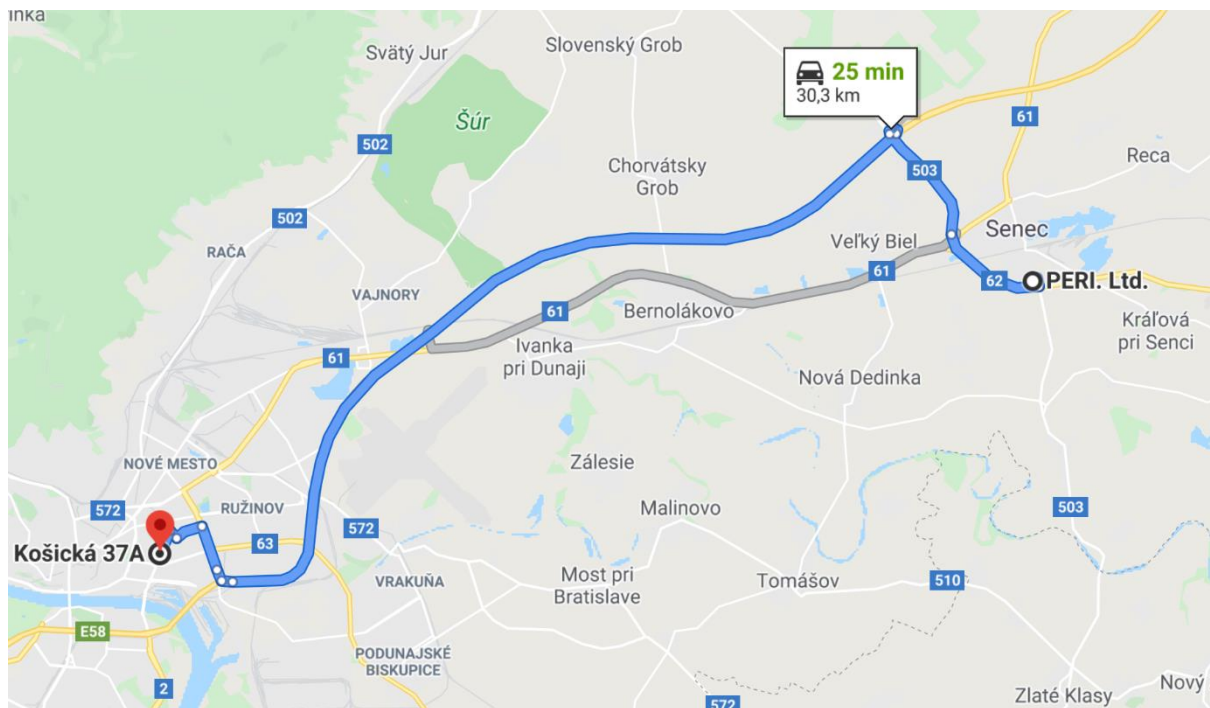 inka
Svätý Jur
Slovenský Grob
25 min
30,3 km
Šúr
61
502
Chorvátsky
Grob
503
Reca
502
RAČA
Veľký Biel
Senec
61
62
PERI. Ltd.
VAJNORY
61
Bernolákovo
Kráľová
pri Senci
61
Ivanka
pri Dunaji
Nová Dedinka
NOVÉ MESTO
Zálesie
572
RUŽINOV
Malinovo
503
572
Košická 37A
63
VRAKUŇA
Most pri
Bratislave
Tomášov
510
E58
PODUNAJSKÉ
BISKUPICE
2
572
Zlaté Klasy
Nový